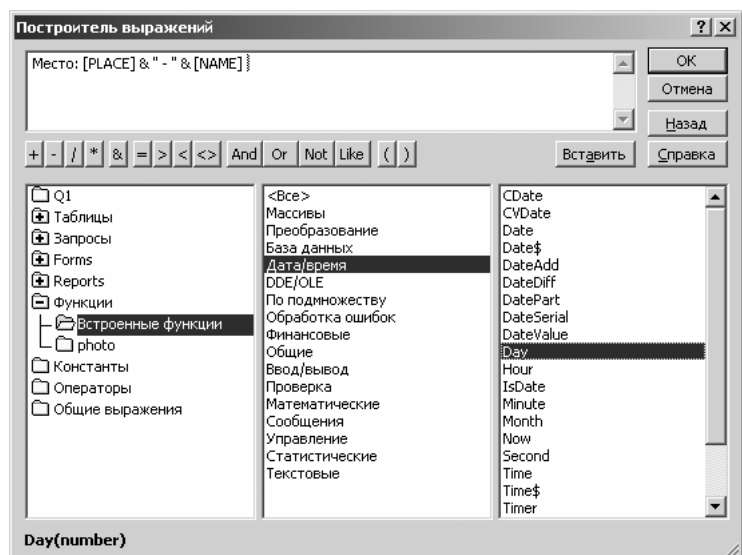 Построитель выражений
? ×
Место: [PLACE] & " - " & [NAME]
ОК
Отмена
Назад
+ - / * & = > < <> And Or Not Like ( )
Вставить
Справка
Q1
Таблицы
Запросы
Forms
Reports
Функции
Встроенные функции
photo
Константы
Операторы
Общие выражения
<Все>
Массивы
Преобразование
База данных
Дата/время
DDE/OLE
По подмножеству
Обработка ошибок
Финансовые
Общие
Ввод/вывод
Проверка
Математические
Сообщения
Управление
Статистические
Текстовые
CDate
CVDate
Date
Date$
DateAdd
DateDiff
DatePart
DateSerial
DateValue
Day
Hour
IsDate
Minute
Month
Now
Second
Time
Time$
Timer
Day(number)